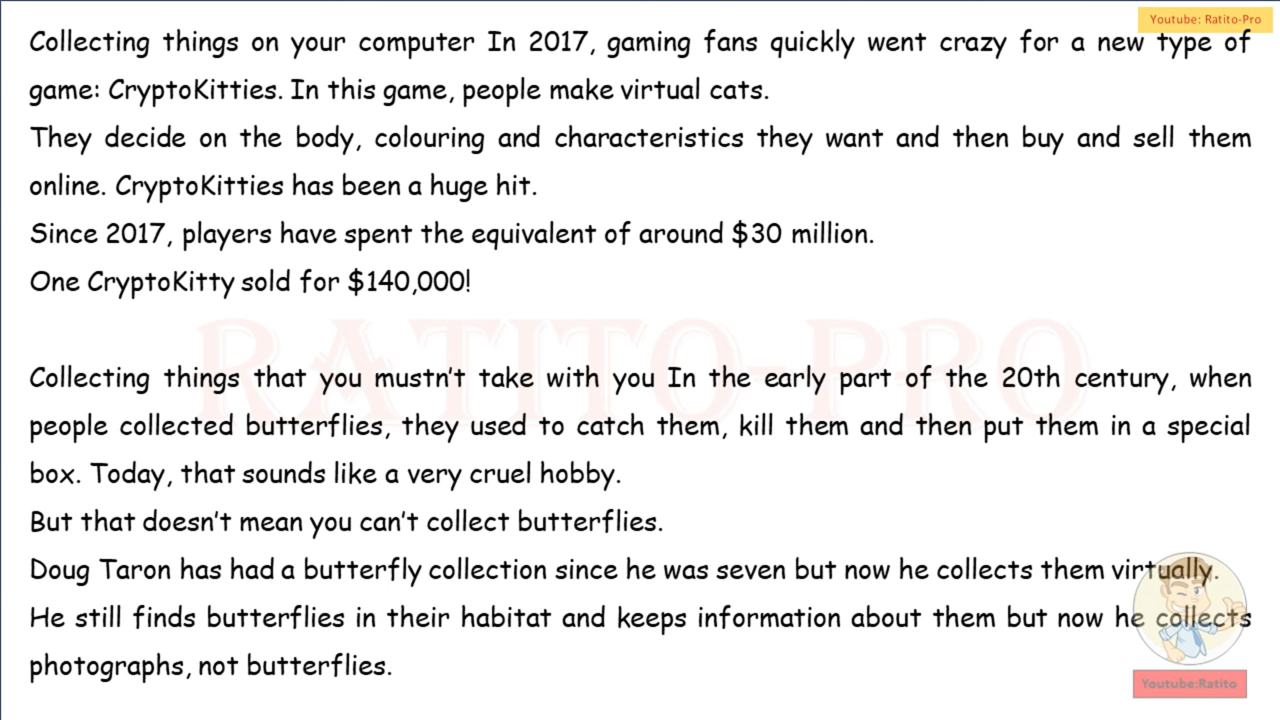 Youtube: Ratito-Pro
Collecting things on your computer In 2017, gaming fans quickly went crazy for a new type of
game: CryptoKitties. In this game, people make virtual cats.
They decide on the body, colouring and characteristics they want and then buy and sell them
online. CryptoKitties has been a huge hit.
Since 2017, players have spent the equivalent of around $30 million.
One CryptoKitty sold for $140,000!
RATITO-PRO
Collecting things that you mustn't take with you In the early part of the 20th century, when
people collected butterflies, they used to catch them, kill them and then put them in a special
box. Today, that sounds like a very cruel hobby.
But that doesn't mean you can't collect butterflies.
Doug Taron has had a butterfly collection since he was seven but now he collects them virtually.
He still finds butterflies in their habitat and keeps information about them but now he collects
photographs, not butterflies.
Youtube:Ratito